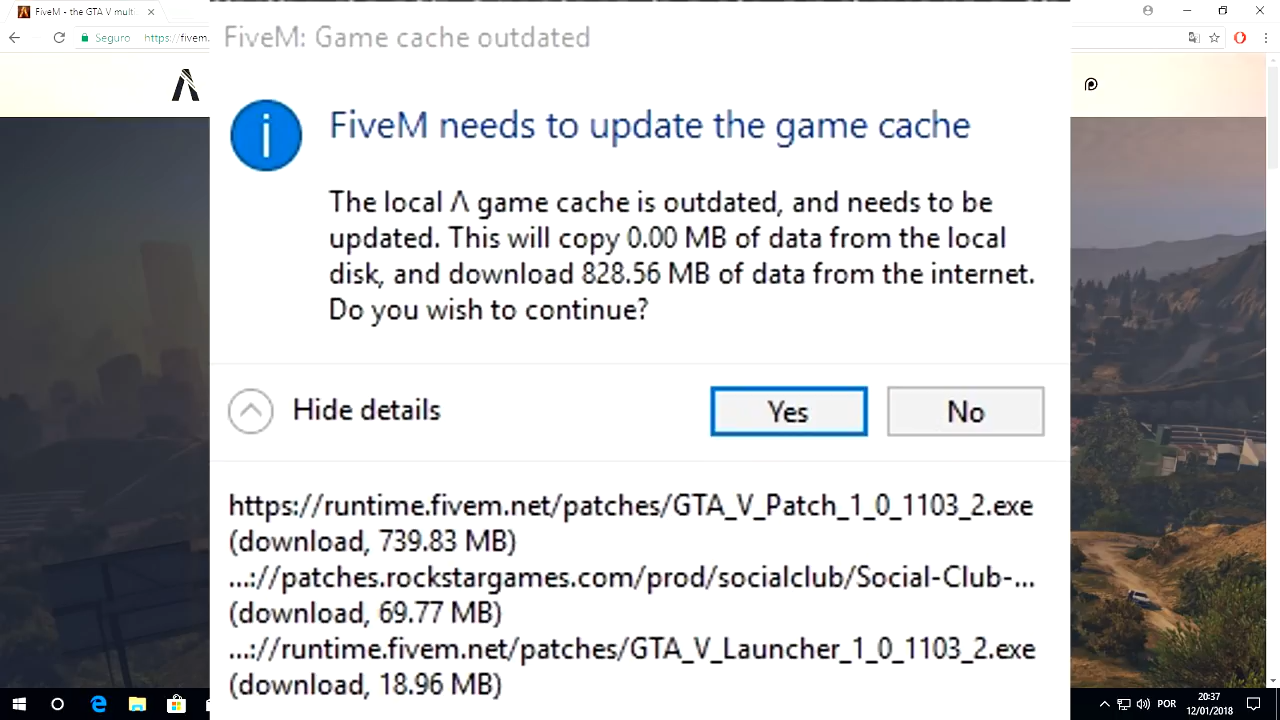 FiveM - the GTA V mult
Seguro
https://fivem.
FiveM: Game cache outdated
FiveM needs to update the game cache
The local Λ game cache is outdated, and needs to be
updated. This will copy 0.00 MB of data from the local
disk, and download 828.56 MB of data from the internet.
Do you wish to continue?
Hide details
Yes
No
https://runtime.fivem.net/patches/GTA_V_Patch_1_0_1103_2.exe
(download, 739.83 MB)
...://patches.rockstargames.com/prod/socialclub/Social-Club-...
(download, 69.77 MB)
...://runtime.fivem.net/patches/GTA_V_Launcher_1_0_1103_2.exe
(download, 18.96 MB)
POR
20:37
12/01/2018